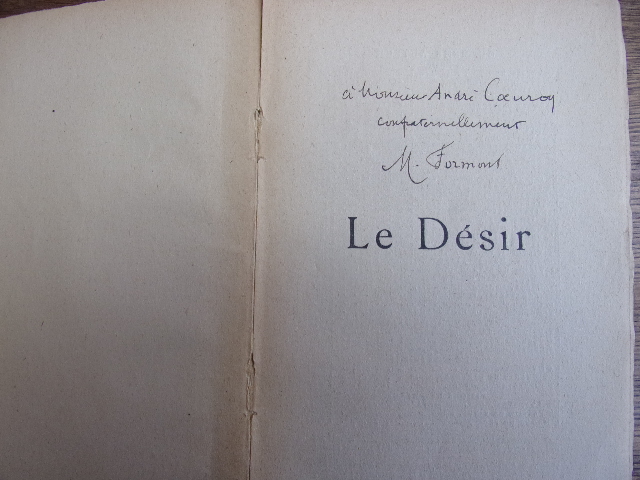 à Monsieur André Cœuroy
confraternellement
M. Formont
Le Désir